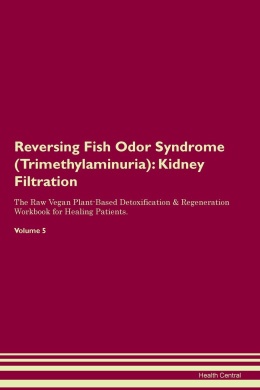 Reversing Fish Odor Syndrome
(Trimethylaminuria): Kidney
Filtration
The Raw Vegan Plant-Based Detoxification & Regeneration
Workbook for Healing Patients.
Volume 5
Health Central